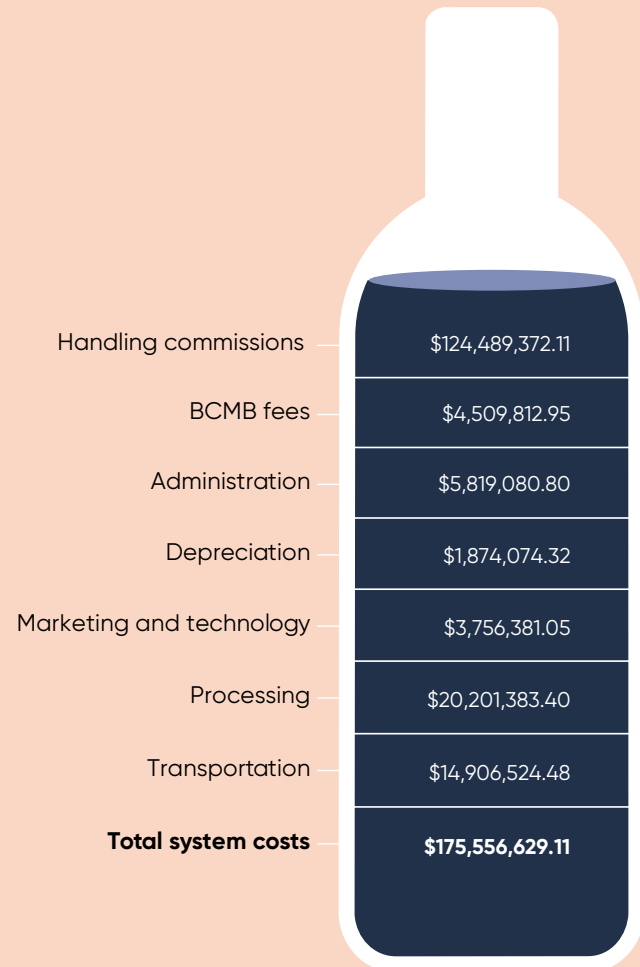 Handling commissions $124,489,372.11
BCMB fees $4,509,812.95
Administration $5,819,080.80
Depreciation $1,874,074.32
Marketing and technology $3,756,381.05
Processing $20,201,383.40
Transportation $14,906,524.48
Total system costs $175,556,629.11